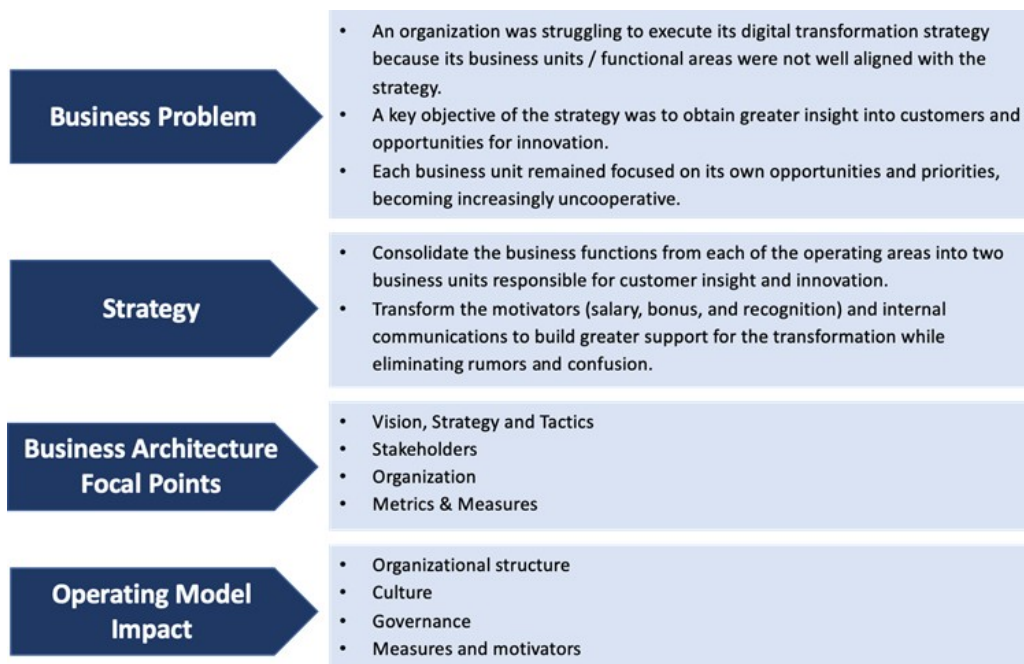 Business Problem
• An organization was struggling to execute its digital transformation strategy
because its business units / functional areas were not well aligned with the
strategy.
• A key objective of the strategy was to obtain greater insight into customers and
opportunities for innovation.
• Each business unit remained focused on its own opportunities and priorities,
becoming increasingly uncooperative.
Strategy
• Consolidate the business functions from each of the operating areas into two
business units responsible for customer insight and innovation.
• Transform the motivators (salary, bonus, and recognition) and internal
communications to build greater support for the transformation while
eliminating rumors and confusion.
Business Architecture
Focal Points
• Vision, Strategy and Tactics
• Stakeholders
• Organization
• Metrics & Measures
Operating Model
Impact
• Organizational structure
• Culture
• Governance
• Measures and motivators